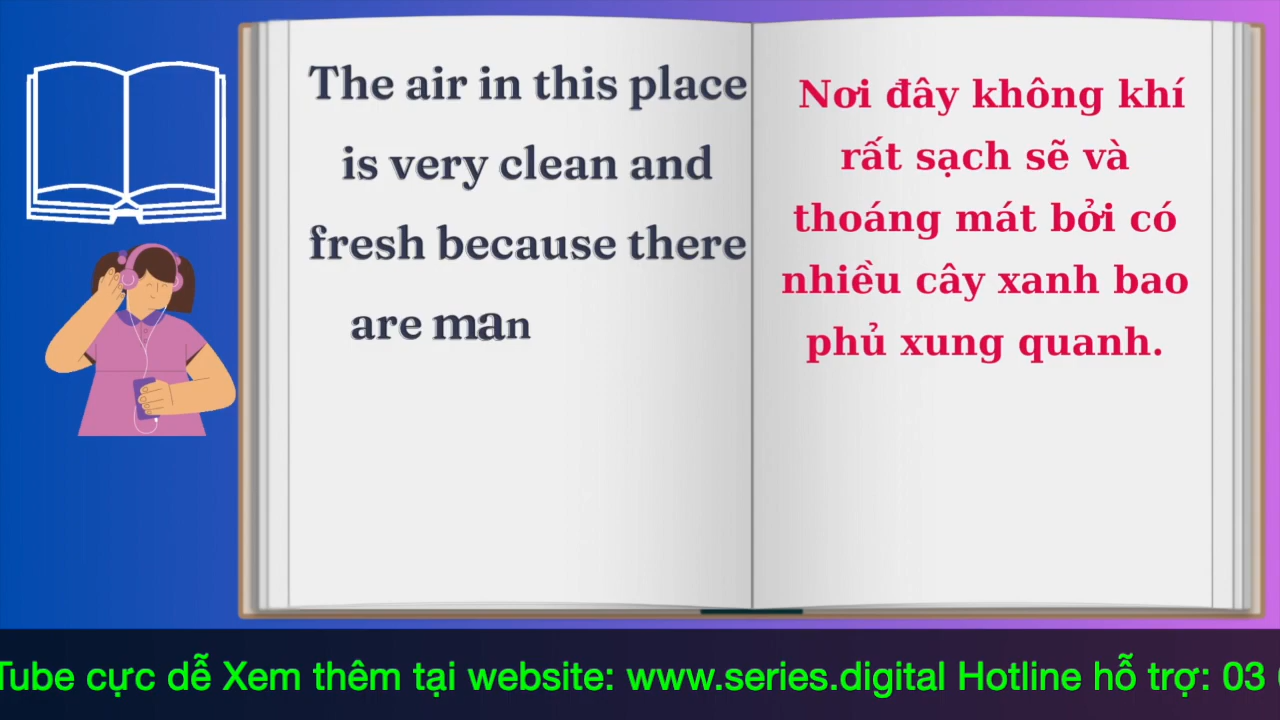 The air in this place
is very clean and
fresh because there
are man
Nơi đây không khí
rất sạch sẽ và
thoáng mát bởi có
nhiều cây xanh bao
phủ xung quanh.
Tube cực dễ Xem thêm tại website: www.series.digital Hotline hỗ trợ: 03